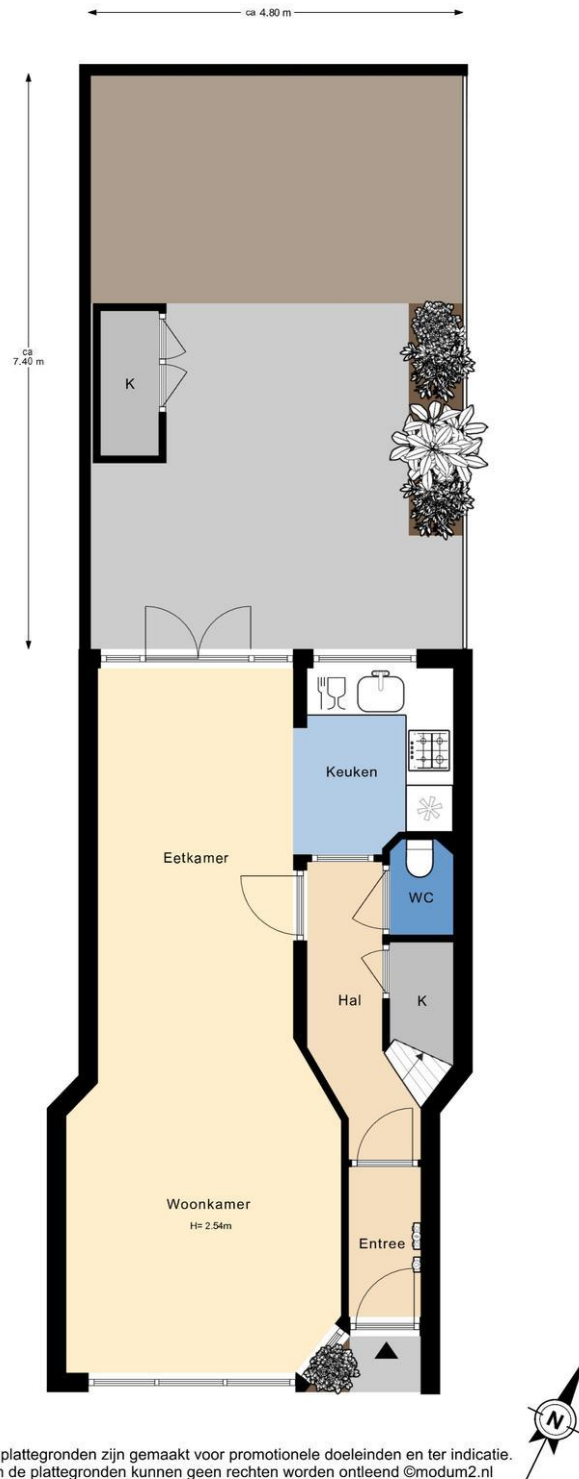 ca 4.80 m
ca
7.40 m
K
Keuken
Eetkamer
WC
Hal
K
Woonkamer
H= 2.54m
Entree
N
plattegronden zijn gemaakt voor promotionele doeleinden en ter indicatie.
n de plattegronden kunnen geen rechten worden ontleend ©modum2.nl